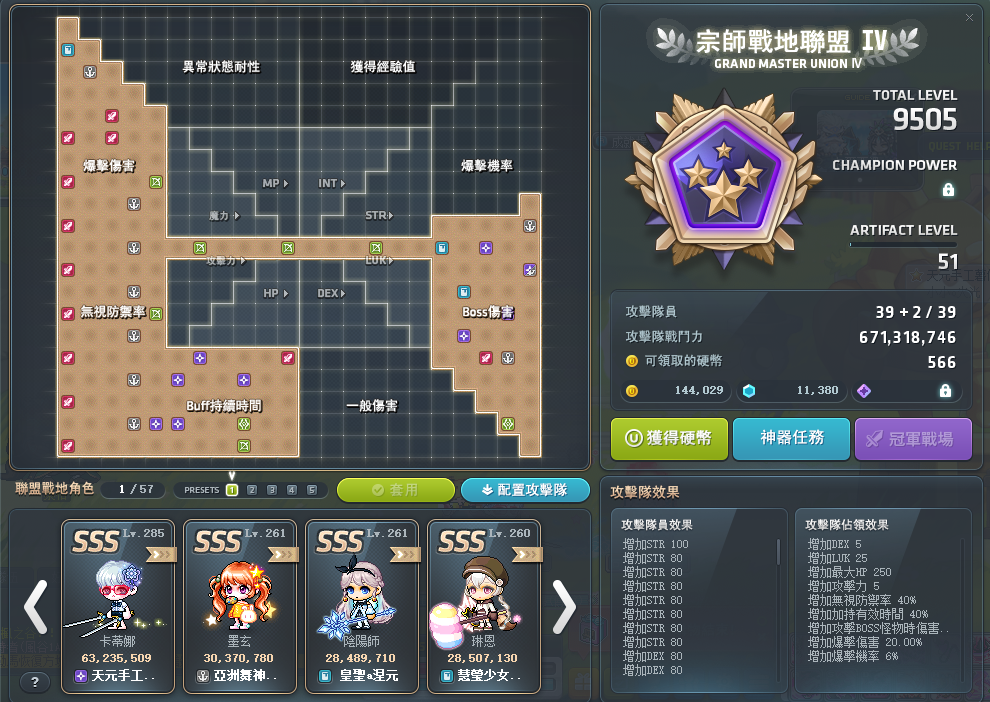 異常狀態耐性
獲得經驗值
爆擊傷害
爆擊機率
MP
INT
魔力
STR
攻擊力
LUK
HP
DEX
無視防禦率
Boss傷害
Buff持續時間
一般傷害
宗師戰地聯盟 IV
GRAND MASTER UNION IV
TOTAL LEVEL
9505
CHAMPION POWER
ARTIFACT LEVEL
51
攻擊隊員
39 + 2 / 39
攻擊隊戰鬥力
671,318,746
可領取的硬幣
566
144,029
11,380
獲得硬幣
神器任務
冠軍戰場
聯盟戰地角色
1 / 57
PRESETS 1 2 3 4 5
套用
配置攻擊隊
SSS Lv. 285
卡蒂娜
63,235,509
天元手工..
SSS Lv. 261
墨玄
30,370,780
亞洲舞神..
SSS Lv. 261
陰陽師
28,489,710
皇聖a涅元
SSS Lv. 260
琳恩
28,507,130
慧瑩少女..
?
攻擊隊效果
攻擊隊員效果
增加STR 100
增加STR 80
增加STR 80
增加STR 80
增加STR 80
增加STR 80
增加STR 80
增加STR 80
增加DEX 80
增加DEX 80
攻擊隊佔領效果
增加DEX 5
增加LUK 25
增加最大HP 250
增加攻擊力 5
增加無視防禦率 40%
增加加持有效時間 40%
增加攻擊BOSS怪物時傷害..
增加爆擊傷害 20.00%
增加爆擊機率 6%